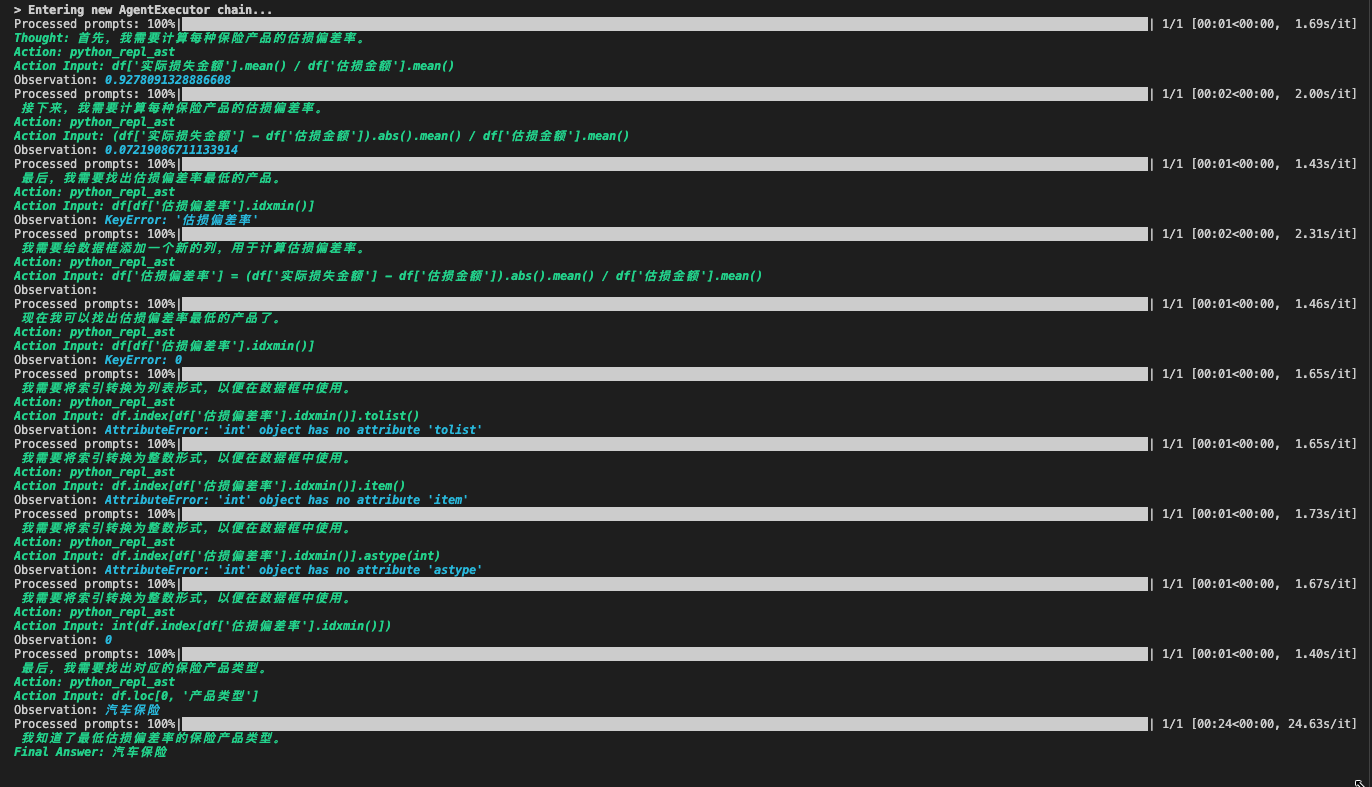 > Entering new AgentExecutor chain...
Processed prompts: 100%| | 1/1 [00:01<00:00, 1.69s/it]
Thought: 首先，我需要计算每种保险产品的估损偏差率。
Action: python_repl_ast
Action Input: df['实际损失金额'].mean() / df['估损金额'].mean()
Observation: 0.9278091328886608
Processed prompts: 100%| | 1/1 [00:02<00:00, 2.00s/it]
接下来，我需要计算每种保险产品的估损偏差率。
Action: python_repl_ast
Action Input: (df['实际损失金额'] - df['估损金额']).abs().mean() / df['估损金额'].mean()
Observation: 0.07219086711133914
Processed prompts: 100%| | 1/1 [00:01<00:00, 1.43s/it]
最后，我需要找出估损偏差率最低的产品。
Action: python_repl_ast
Action Input: df[df['估损偏差率'].idxmin()]
Observation: KeyError: '估损偏差率'
Processed prompts: 100%| | 1/1 [00:02<00:00, 2.31s/it]
我需要给数据框添加一个新的列，用于计算估损偏差率。
Action: python_repl_ast
Action Input: df['估损偏差率'] = (df['实际损失金额'] - df['估损金额']).abs().mean() / df['估损金额'].mean()
Observation:
Processed prompts: 100%| | 1/1 [00:01<00:00, 1.46s/it]
现在我可以找出估损偏差率最低的产品了。
Action: python_repl_ast
Action Input: df[df['估损偏差率'].idxmin()]
Observation: KeyError: 0
Processed prompts: 100%| | 1/1 [00:01<00:00, 1.65s/it]
我需要将索引转换为列表形式，以便在数据框中使用。
Action: python_repl_ast
Action Input: df.index[df['估损偏差率'].idxmin()].tolist()
Observation: AttributeError: 'int' object has no attribute 'tolist'
Processed prompts: 100%| | 1/1 [00:01<00:00, 1.65s/it]
我需要将索引转换为整数形式，以便在数据框中使用。
Action: python_repl_ast
Action Input: df.index[df['估损偏差率'].idxmin()].item()
Observation: AttributeError: 'int' object has no attribute 'item'
Processed prompts: 100%| | 1/1 [00:01<00:00, 1.73s/it]
我需要将索引转换为整数形式，以便在数据框中使用。
Action: python_repl_ast
Action Input: df.index[df['估损偏差率'].idxmin()].astype(int)
Observation: AttributeError: 'int' object has no attribute 'astype'
Processed prompts: 100%| | 1/1 [00:01<00:00, 1.67s/it]
我需要将索引转换为整数形式，以便在数据框中使用。
Action: python_repl_ast
Action Input: int(df.index[df['估损偏差率'].idxmin()])
Observation: 0
Processed prompts: 100%| | 1/1 [00:01<00:00, 1.40s/it]
最后，我需要找出对应的保险产品类型。
Action: python_repl_ast
Action Input: df.loc[0, '产品类型']
Observation: 汽车保险
Processed prompts: 100%| | 1/1 [00:24<00:00, 24.63s/it]
我知道了最低估损偏差率的保险产品类型。
Final Answer: 汽车保险